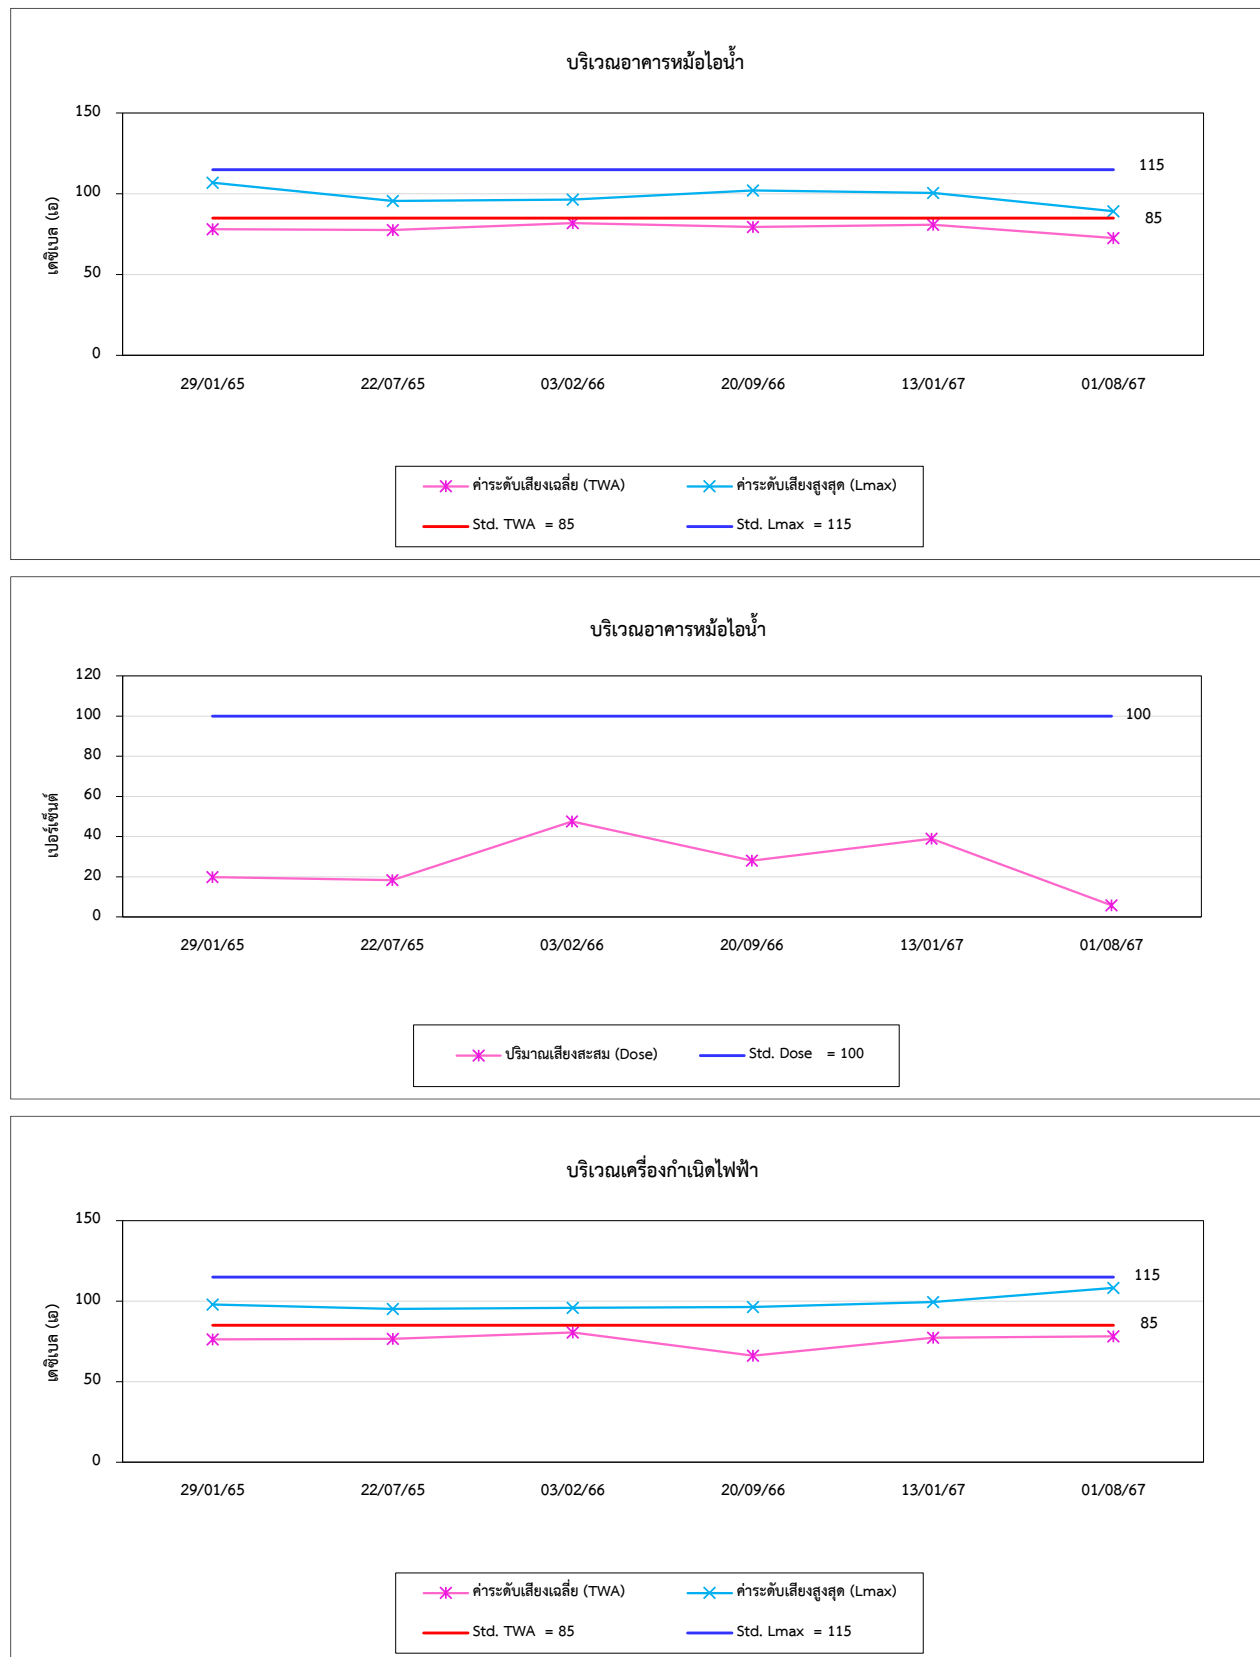 บริเวณอาคารหม้อไอน้ำ
150
115
100
85
50
0
เดซิเบล (เอ)
29/01/65 22/07/65 03/02/66 20/09/66 13/01/67 01/08/67
ค่าระดับเสียงเฉลี่ย (TWA) ค่าระดับเสียงสูงสุด (Lmax)
Std. TWA = 85 Std. Lmax = 115
บริเวณอาคารหม้อไอน้ำ
120
100 100
80
60
40
20
0
เปอร์เซ็นต์
29/01/65 22/07/65 03/02/66 20/09/66 13/01/67 01/08/67
ปริมาณเสียงสะสม (Dose) Std. Dose = 100
บริเวณเครื่องกำเนิดไฟฟ้า
150
115
100
85
50
0
เดซิเบล (เอ)
29/01/65 22/07/65 03/02/66 20/09/66 13/01/67 01/08/67
ค่าระดับเสียงเฉลี่ย (TWA) ค่าระดับเสียงสูงสุด (Lmax)
Std. TWA = 85 Std. Lmax = 115